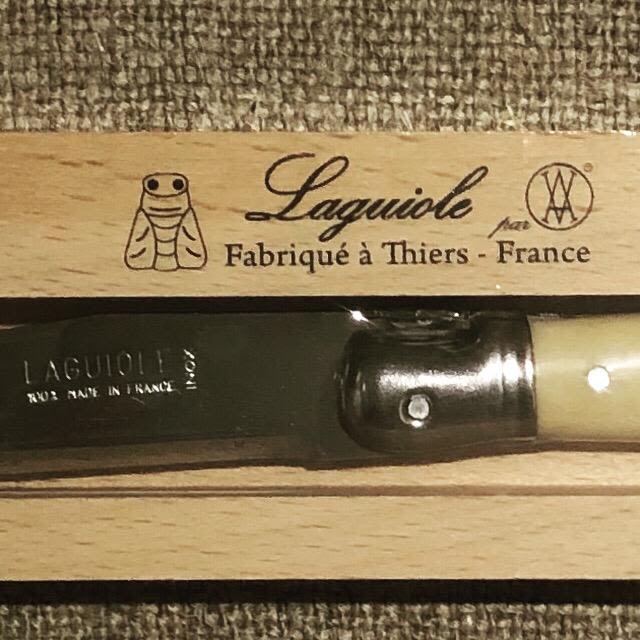 Laguiole par
Fabriqué à Thiers - France
LAGUIOLE
100% MADE IN FRANCE
INOX